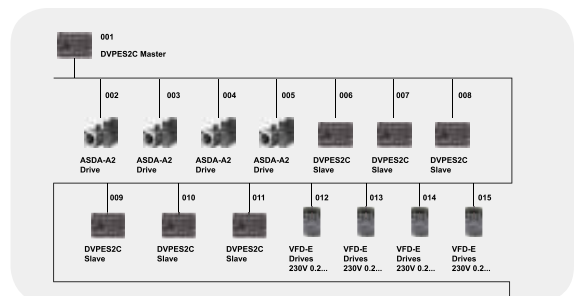 001
DVPES2C Master
002 003 004 005 006 007 008
ASDA-A2 ASDA-A2 ASDA-A2 ASDA-A2 DVPES2C DVPES2C DVPES2C
Drive Drive Drive Drive Slave Slave Slave
009 010 011 012 013 014 015
DVPES2C DVPES2C DVPES2C VFD-E VFD-E VFD-E VFD-E
Slave Slave Slave Drives Drives Drives Drives
230V 0.2... 230V 0.2... 230V 0.2... 230V 0.2...